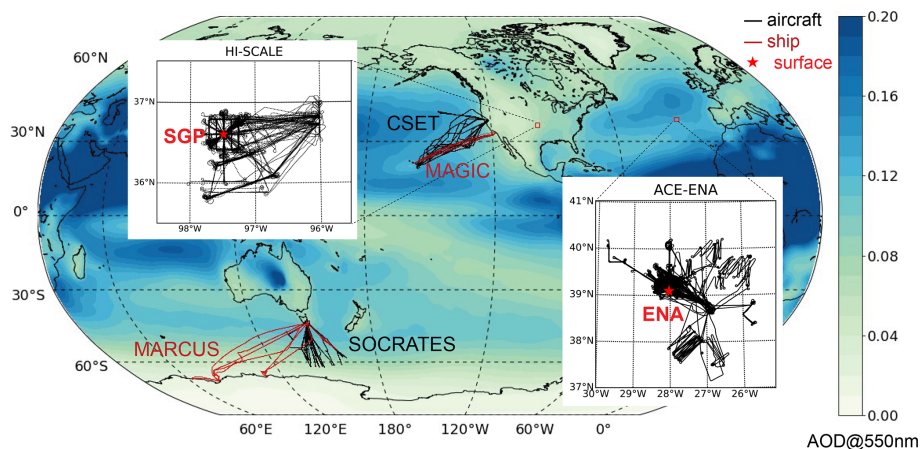 aircraft
ship
surface
60°N
30°N
0°
30°S
60°S
60°E
120°E
180°
120°W
60°W
0°
HI-SCALE
37°N
36°N
98°W
97°W
96°W
SGP
CSET
MAGIC
ACE-ENA
41°N
40°N
39°N
38°N
37°N
30°W
29°W
28°W
27°W
26°W
25°W
ENA
MARCUS
SOCRATES
0.20
0.16
0.12
0.08
0.04
0.00
AOD@550nm